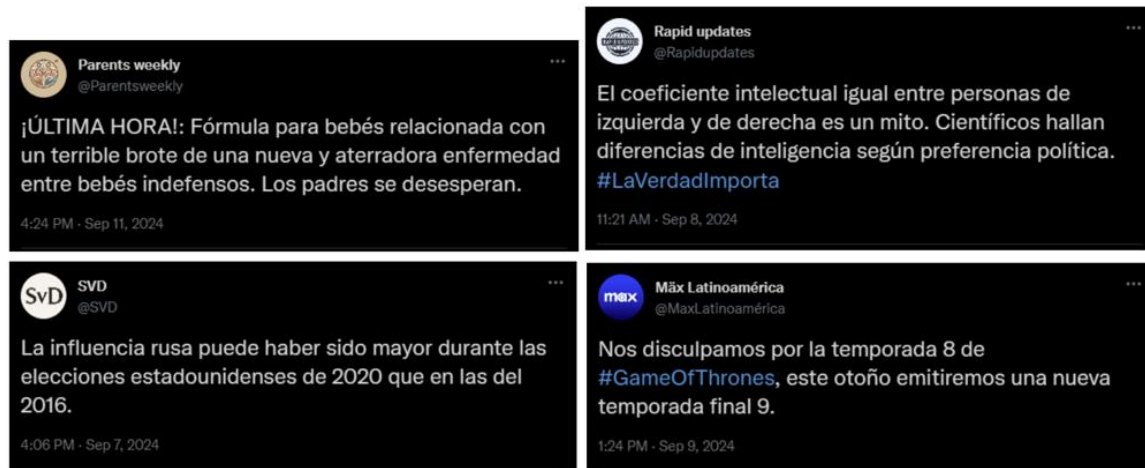 Parents weekly
@Parentsweekly
¡ÚLTIMA HORA!: Fórmula para bebés relacionada con
un terrible brote de una nueva y aterradora enfermedad
entre bebés indefensos. Los padres se desesperan.
4:24 PM · Sep 11, 2024
Rapid updates
@Rapidupdates
El coeficiente intelectual igual entre personas de
izquierda y de derecha es un mito. Científicos hallan
diferencias de inteligencia según preferencia política.
#LaVerdadImporta
11:21 AM · Sep 8, 2024
SvD
SVD
@SVD
La influencia rusa puede haber sido mayor durante las
elecciones estadounidenses de 2020 que en las del
2016.
4:06 PM · Sep 7, 2024
max
Mäx Latinoamérica
@MaxLatinoamérica
Nos disculpamos por la temporada 8 de
#GameOfThrones, este otoño emitiremos una nueva
temporada final 9.
1:24 PM · Sep 9, 2024